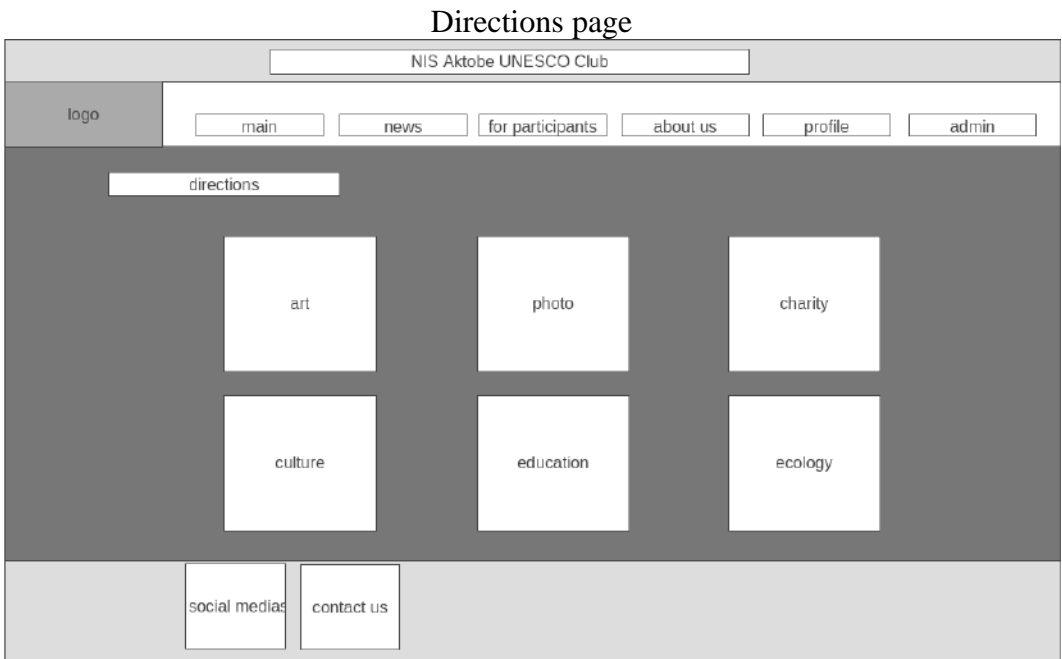 Directions page
NIS Aktobe UNESCO Club
logo
main news for participants about us profile admin
directions
art photo charity
culture education ecology
social medias contact us